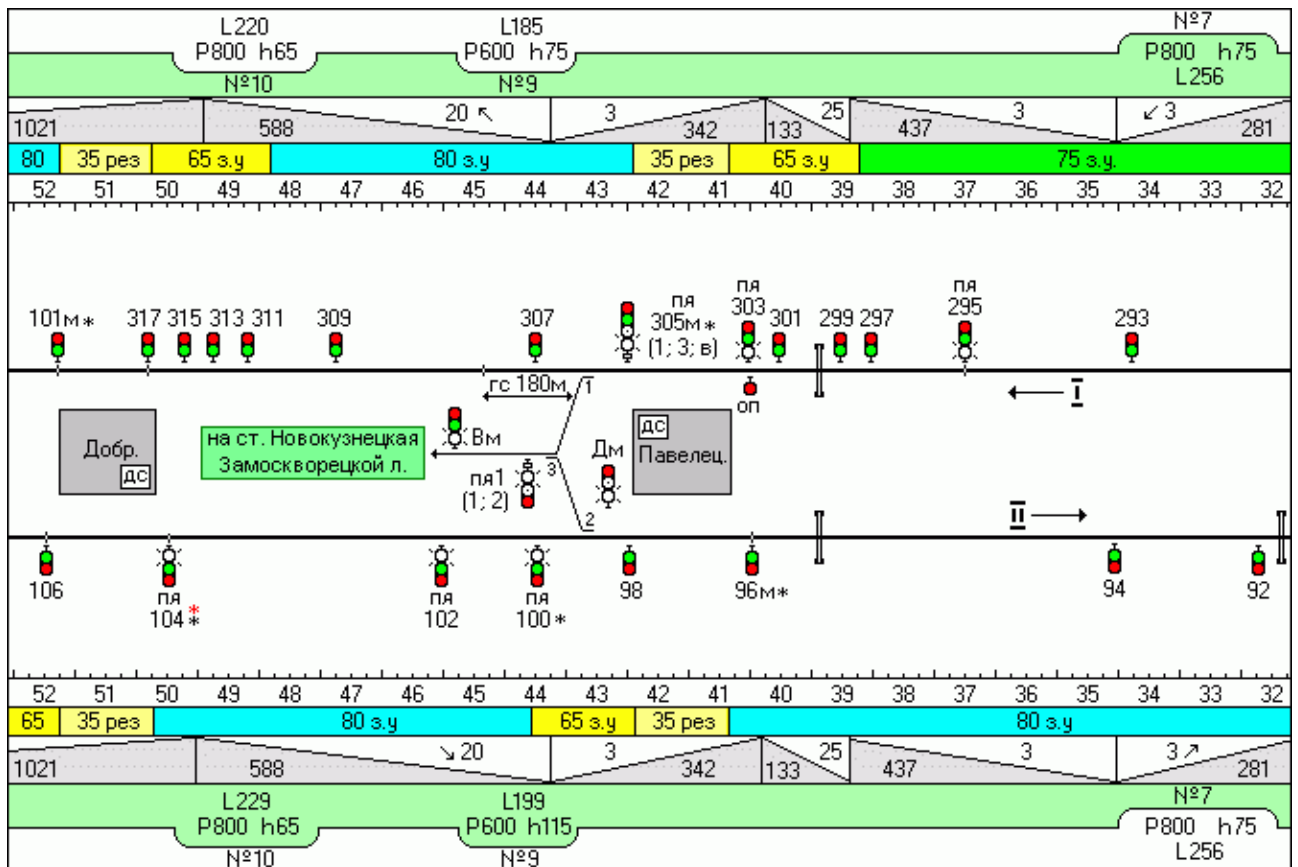 L220
P800 h65
№10
L185
P600 h75
№9
№7
P800 h75
L256
1021
588
20 ↖
3
342
133
25
437
3
↙ 3
281
80
35 рез
65 з.у
80 з.у
35 рез
65 з.у
75 з.у.
52 51 50 49 48 47 46 45 44 43 42 41 40 39 38 37 36 35 34 33 32
101м*
317
315
313
311
309
307
пя
305м*
(1; 3; в)
пя
303
301
299
297
пя
295
293
гс 180м
1
оп
← I
Добр.
дс
на ст. Новокузнецкая
Замоскворецкой л.
Вм
3
пя1
(1; 2)
Дм
дс
Павелец.
2
II →
106
пя
104**
пя
102
пя
100*
98
96м*
94
92
52 51 50 49 48 47 46 45 44 43 42 41 40 39 38 37 36 35 34 33 32
65
35 рез
80 з.у
65 з.у
35 рез
80 з.у
1021
588
↘ 20
3
342
133
25
437
3
3 ↗
281
L229
P800 h65
№10
L199
P600 h115
№9
№7
P800 h75
L256